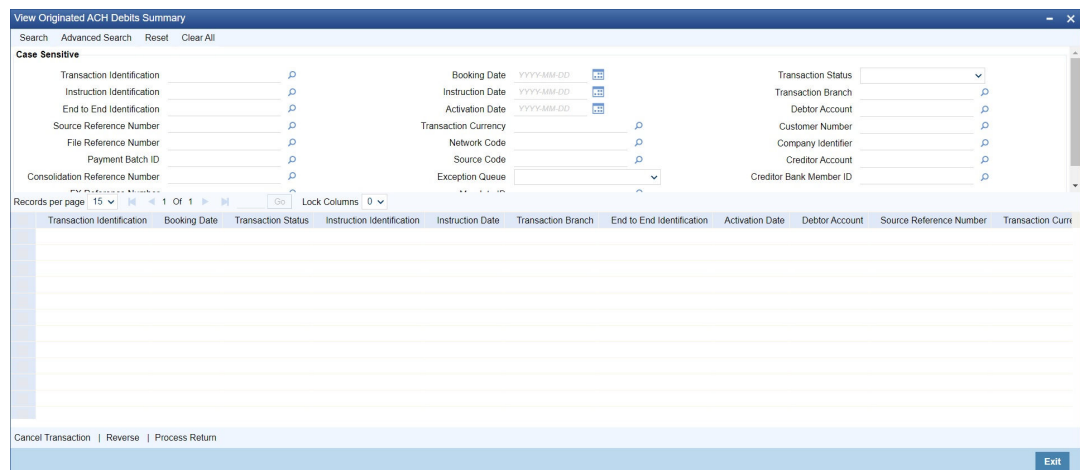 View Originated ACH Debits Summary
Search Advanced Search Reset Clear All
Case Sensitive
Transaction Identification Booking Date YYYY-MM-DD Transaction Status
Instruction Identification Instruction Date YYYY-MM-DD Transaction Branch
End to End Identification Activation Date YYYY-MM-DD Debtor Account
Source Reference Number Transaction Currency Customer Number
File Reference Number Network Code Company Identifier
Payment Batch ID Source Code Creditor Account
Consolidation Reference Number Exception Queue Creditor Bank Member ID
FX Reference Number Mandate ID
Records per page 15 1 Of 1 Go Lock Columns 0
Transaction Identification Booking Date Transaction Status Instruction Identification Instruction Date Transaction Branch End to End Identification Activation Date Debtor Account Source Reference Number Transaction Curre
Cancel Transaction | Reverse | Process Return
Exit